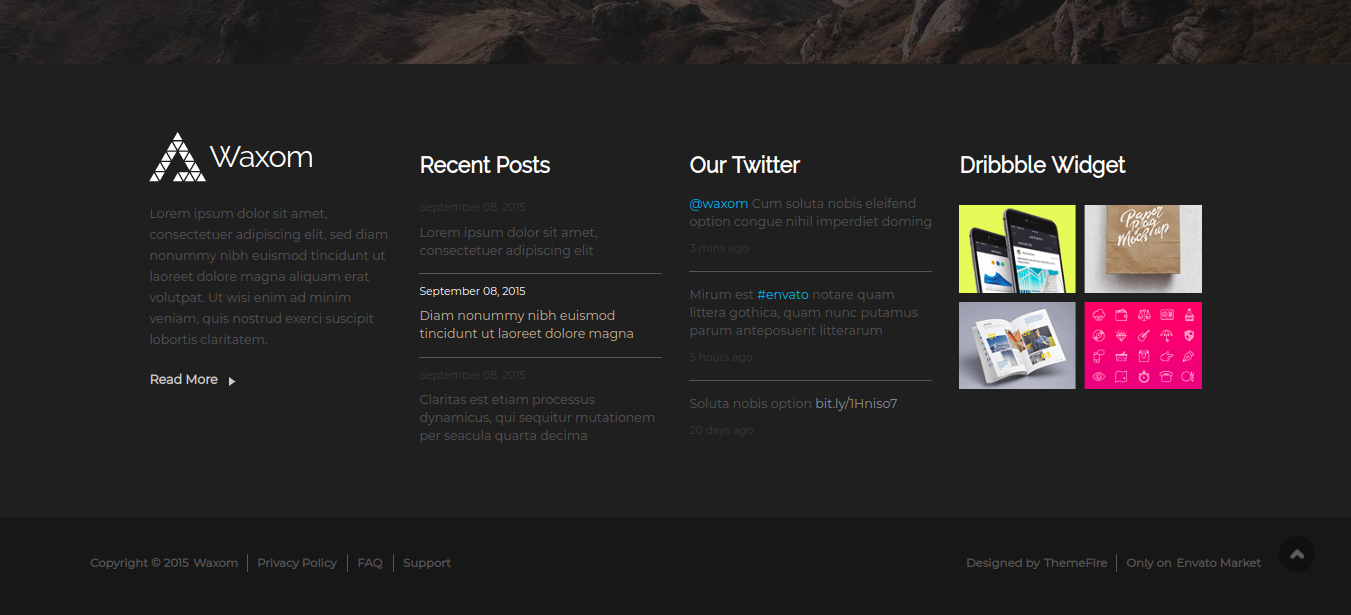 Waxom
Lorem ipsum dolor sit amet,
consectetuer adipiscing elit, sed diam
nonummy nibh euismod tincidunt ut
laoreet dolore magna aliquam erat
volutpat. Ut wisi enim ad minim
veniam, quis nostrud exerci suscipit
lobortis claritatem.
Read More
Recent Posts
September 08, 2015
Lorem ipsum dolor sit amet,
consectetuer adipiscing elit
September 08, 2015
Diam nonummy nibh euismod
tincidunt ut laoreet dolore magna
September 08, 2015
Claritas est etiam processus
dynamicus, qui sequitur mutationem
per seacula quarta decima
Our Twitter
@waxom Cum soluta nobis eleifend
option congue nihil imperdiet doming
3 mins ago
Mirum est #envato notare quam
littera gothica, quam nunc putamus
parum anteposuerit litterarum
5 hours ago
Soluta nobis option bit.ly/1Hniso7
20 days ago
Dribbble Widget
Paper
Bag
Mockup
Copyright © 2015 Waxom
Privacy Policy
FAQ
Support
Designed by ThemeFire
Only on Envato Market